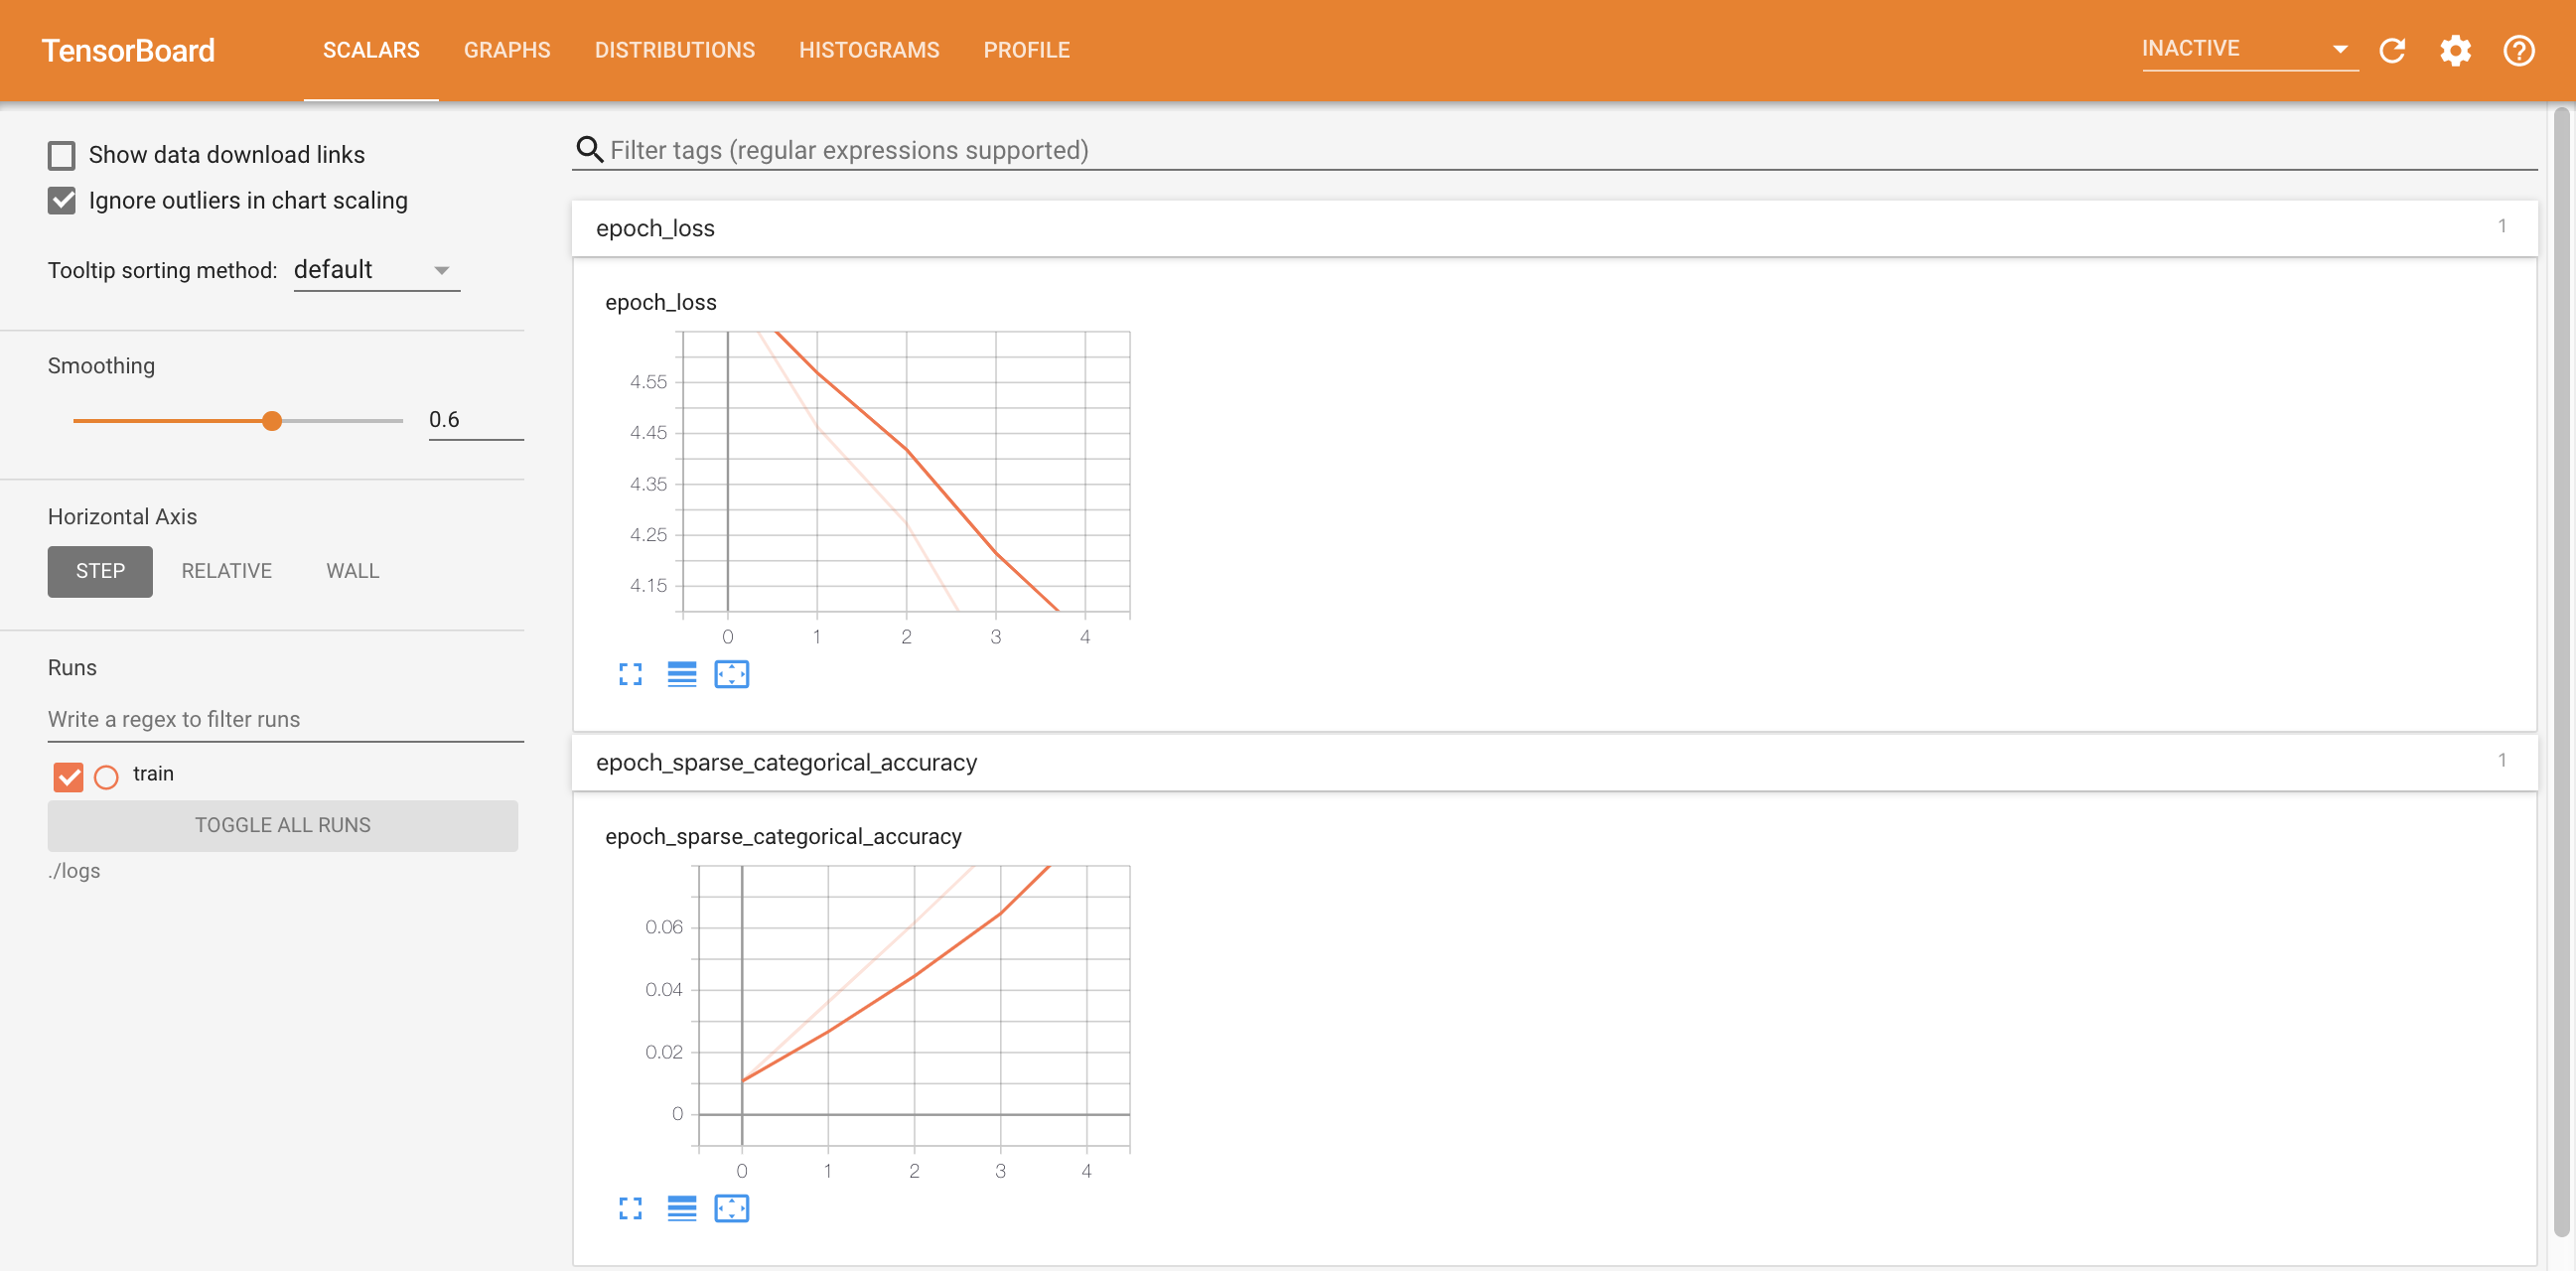 TensorBoard SCALARS GRAPHS DISTRIBUTIONS HISTOGRAMS PROFILE INACTIVE
Show data download links
Ignore outliers in chart scaling
Tooltip sorting method: default
Smoothing
0.6
Horizontal Axis
STEP RELATIVE WALL
Runs
Write a regex to filter runs
train
TOGGLE ALL RUNS
./logs
Filter tags (regular expressions supported)
epoch_loss 1
epoch_loss
4.55
4.45
4.35
4.25
4.15
0 1 2 3 4
epoch_sparse_categorical_accuracy 1
epoch_sparse_categorical_accuracy
0.06
0.04
0.02
0
0 1 2 3 4